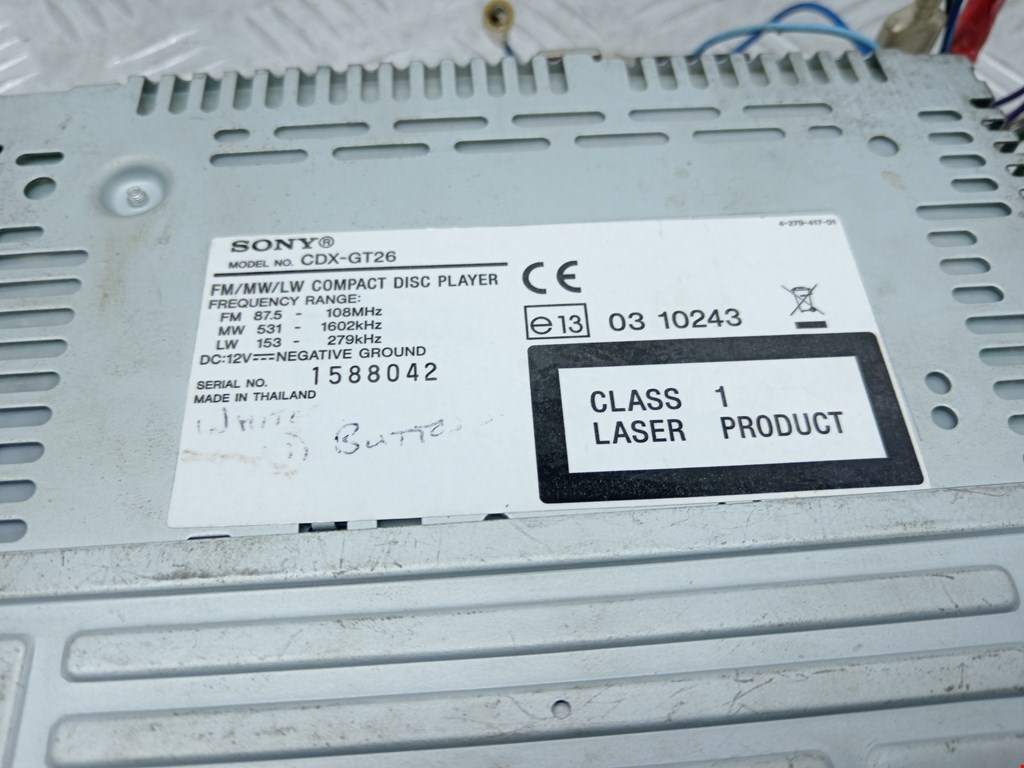 4-279-417-01
SONY®
MODEL NO. CDX-GT26
FM/MW/LW COMPACT DISC PLAYER
FREQUENCY RANGE:
FM 87.5 - 108MHz
MW 531 - 1602kHz
LW 153 - 279kHz
DC:12V⎓NEGATIVE GROUND
SERIAL NO. 1588042
MADE IN THAILAND
WHITE
CE
e13 03 10243
CLASS 1
LASER PRODUCT